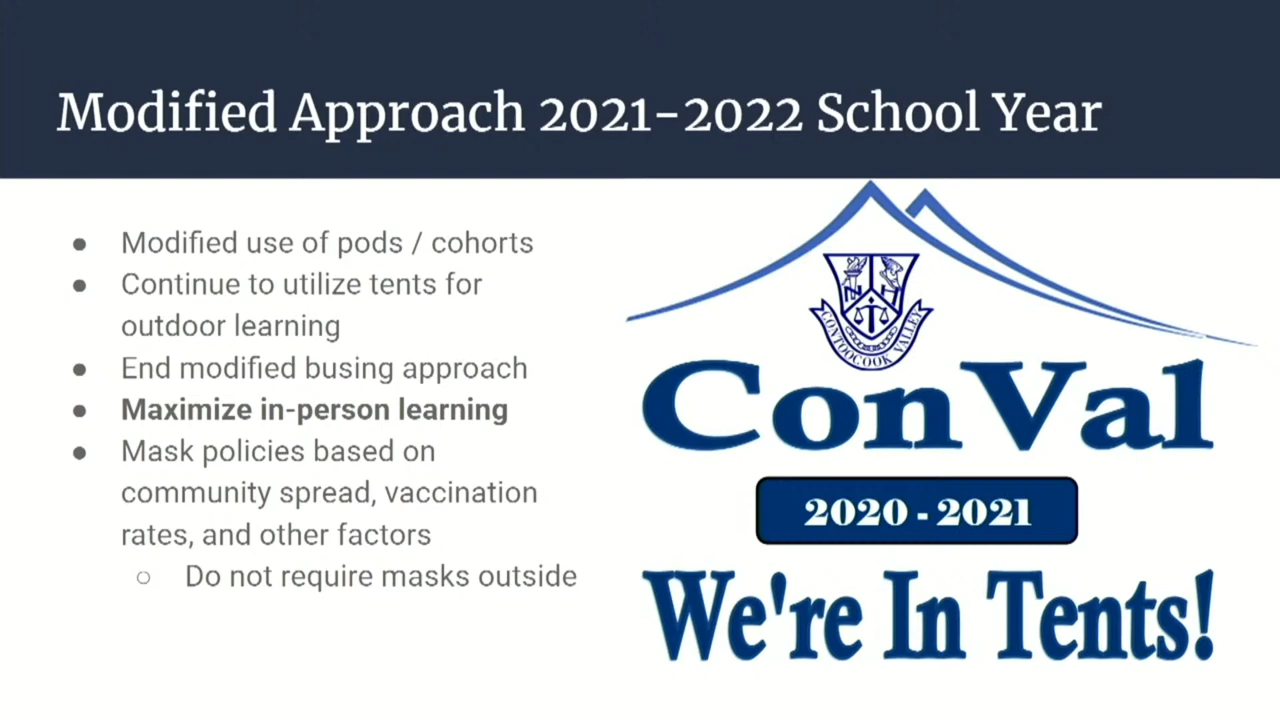 Modified Approach 2021-2022 School Year
● Modified use of pods / cohorts
● Continue to utilize tents for
outdoor learning
● End modified busing approach
● Maximize in-person learning
● Mask policies based on
community spread, vaccination
rates, and other factors
○ Do not require masks outside
N H
CONTOOCOOK VALLEY
ConVal
2020 - 2021
We're In Tents!